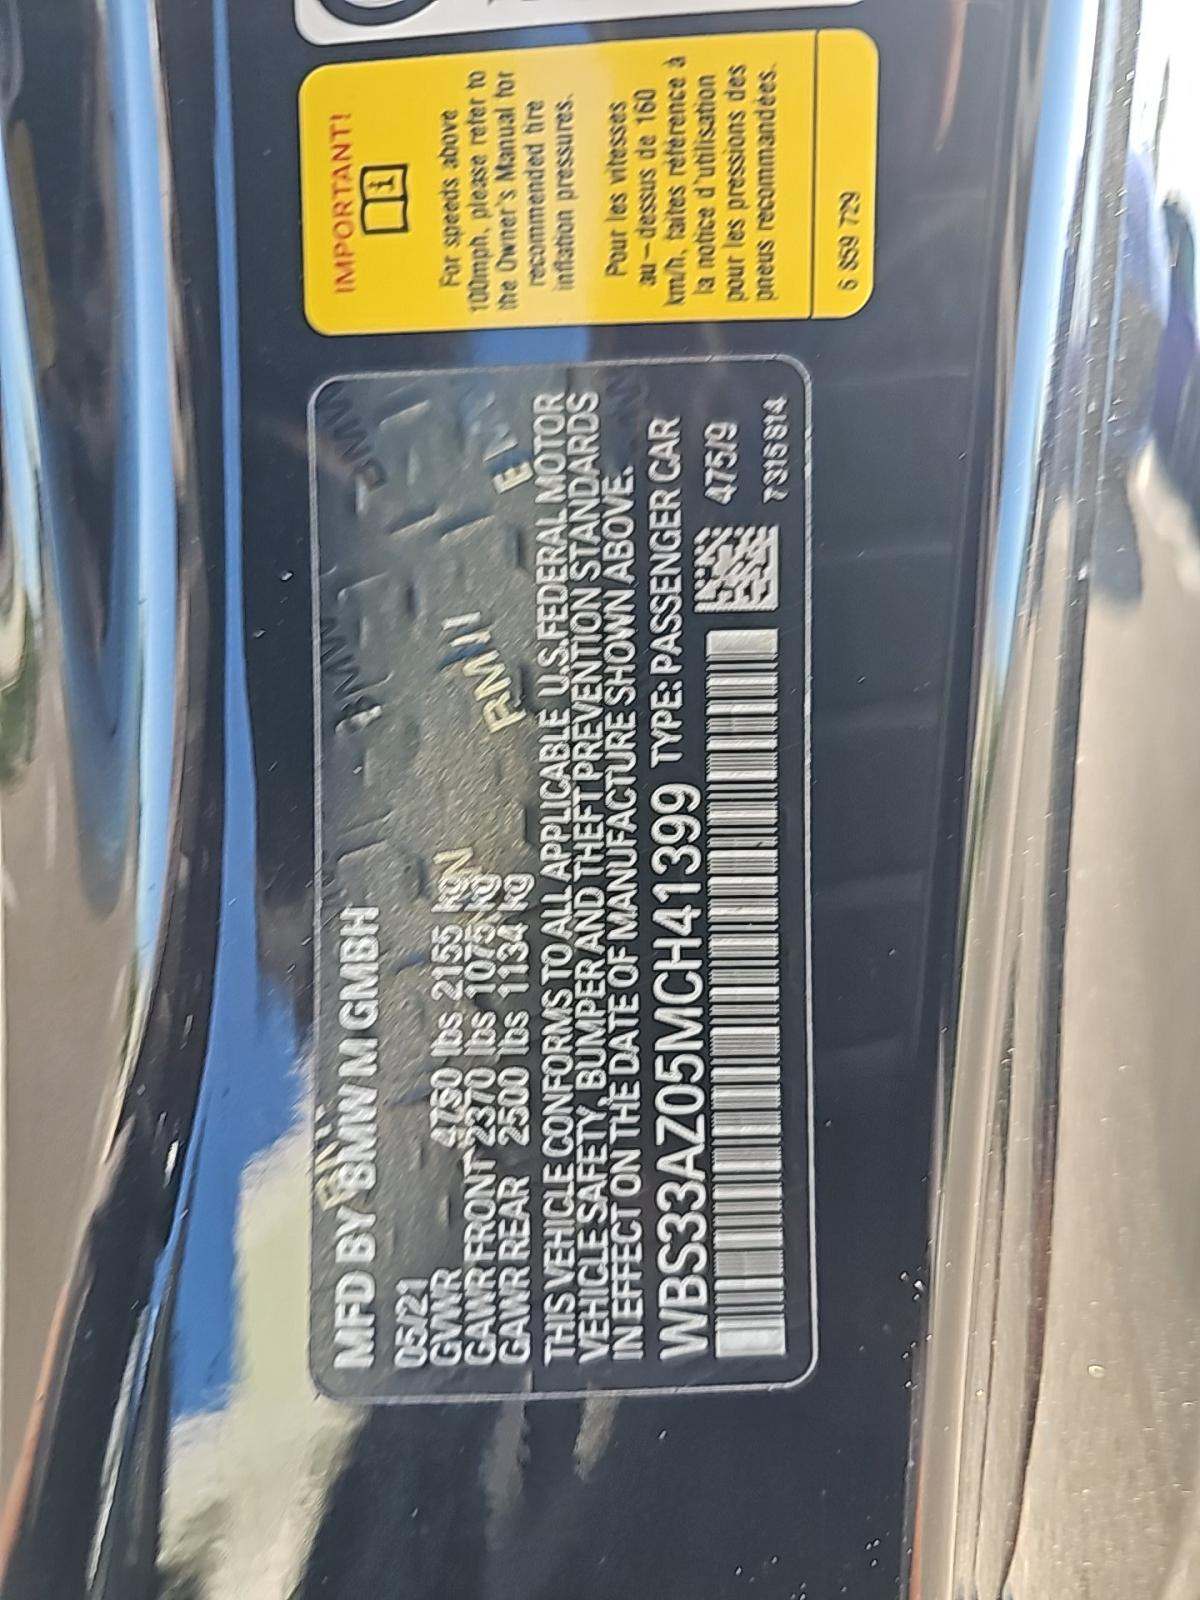 MFD BY BMW M GMBH
05/21
GVWR 4750 lbs 2155 kg
GAWR FRONT 2370 lbs 1075 kg
GAWR REAR 2500 lbs 1134 kg
THIS VEHICLE CONFORMS TO ALL APPLICABLE U.S. FEDERAL MOTOR
VEHICLE SAFETY, BUMPER AND THEFT PREVENTION STANDARDS
IN EFFECT ON THE DATE OF MANUFACTURE SHOWN ABOVE.
WBS33AZ05MCH41399 TYPE: PASSENGER CAR
475/9
7315814
IMPORTANT!
For speeds above
100mph, please refer to
the Owner's Manual for
recommended tire
inflation pressures.
Pour les vitesses
au-dessus de 160
km/h, faites référence à
la notice d'utilisation
pour les pressions des
pneus recommandées.
6 859 729